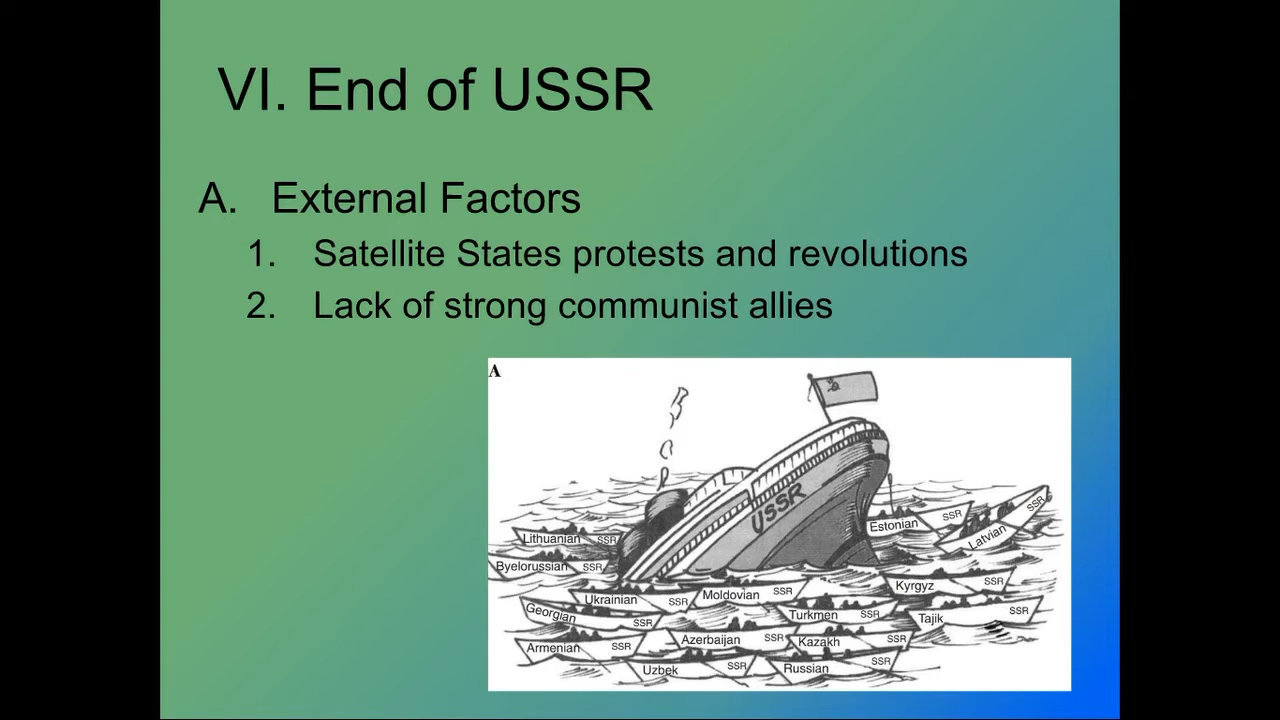 VI. End of USSR
A. External Factors
1. Satellite States protests and revolutions
2. Lack of strong communist allies
A
USSR
Estonian SSR
Latvian SSR
Lithuanian SSR
Byelorussian SSR
Kyrgyz SSR
Ukrainian SSR
Moldovian SSR
Georgian SSR
Turkmen SSR
Tajik SSR
Azerbaijan SSR
Kazakh SSR
Armenian SSR
Uzbek SSR
Russian SSR